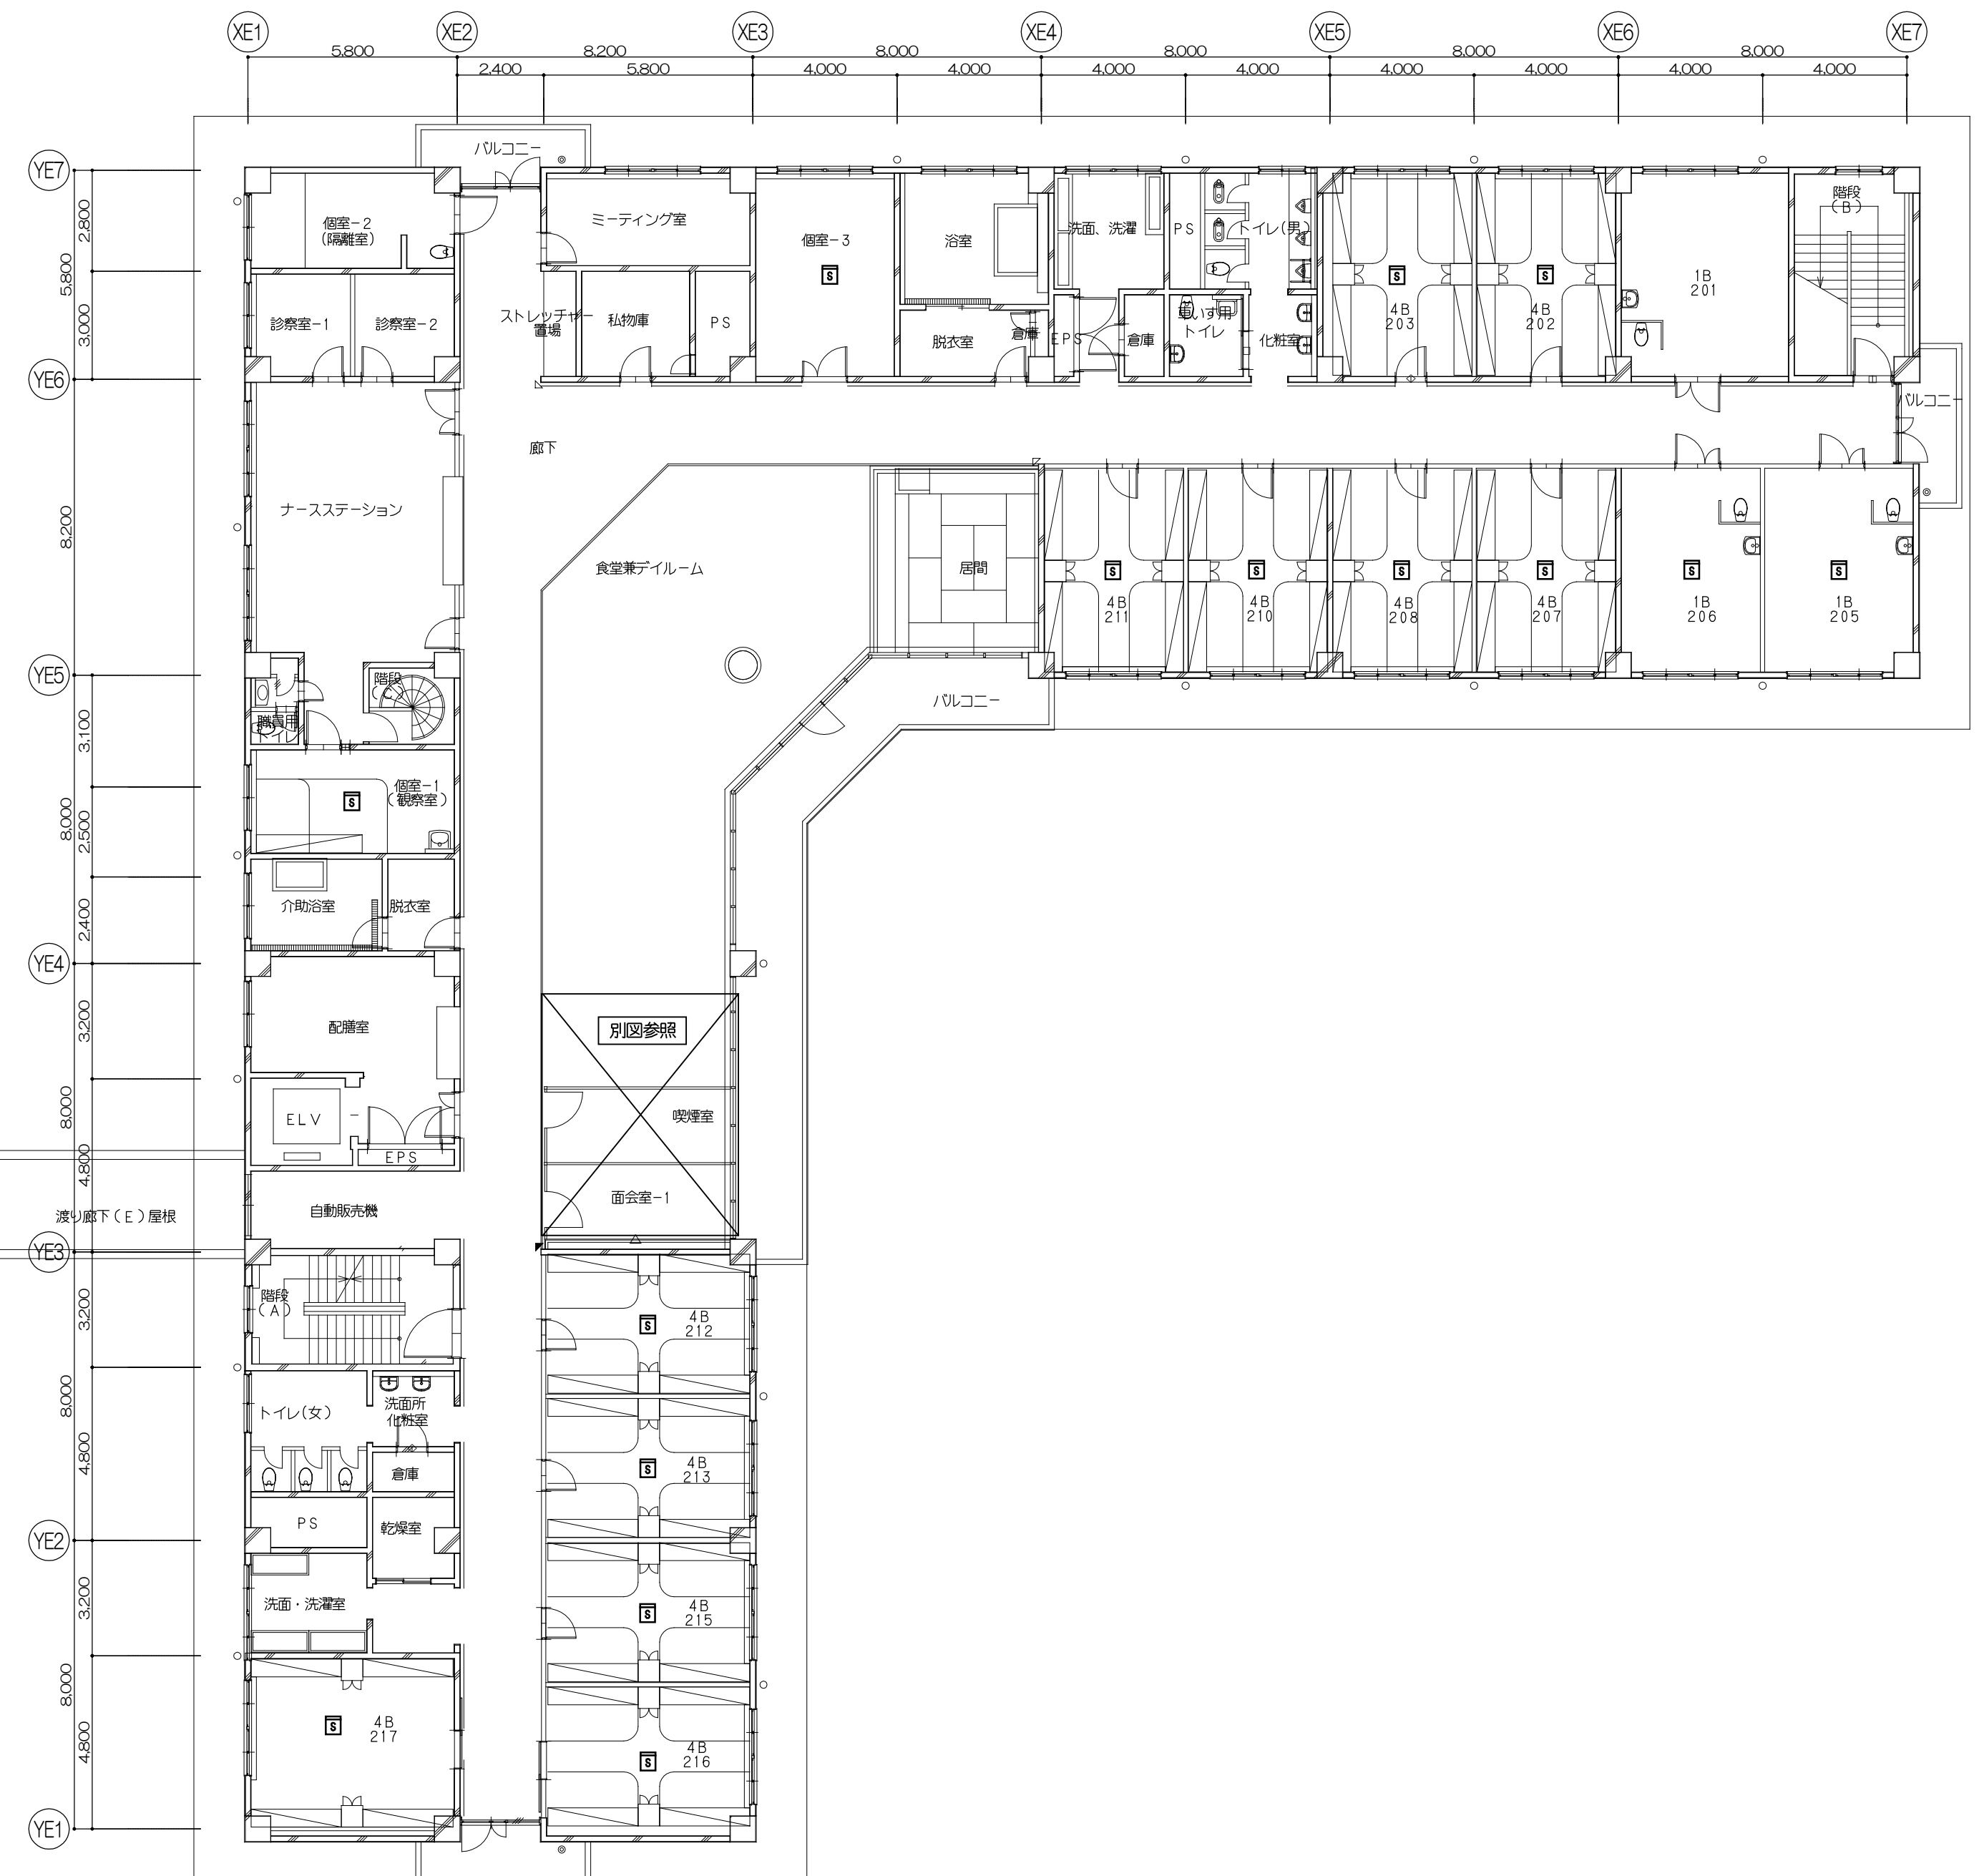 XE1
XE2
XE3
XE4
XE5
XE6
XE7
5,800
8,200
8,000
8,000
8,000
8,000
2,400
5,800
4,000
4,000
4,000
4,000
4,000
4,000
4,000
4,000
YE7
YE6
YE5
YE4
YE3
YE2
YE1
5,800
8,200
8,000
8,000
8,000
8,000
2,800
3,000
3,100
2,500
2,400
3,200
4,800
3,200
4,800
3,200
4,800
バルコニー
個室-2
(隔離室)
ミーティング室
個室-3
S
浴室
洗面、洗濯
PS
トイレ(男)
4B
203
S
4B
202
S
1B
201
階段
(B)
診察室-1
診察室-2
ストレッチャー
置場
私物庫
PS
脱衣室
倉庫
EPS
倉庫
車いす用
トイレ
化粧室
バルコニー
廊下
ナースステーション
食堂兼デイルーム
居間
S
4B
211
S
4B
210
S
4B
208
S
4B
207
S
1B
206
S
1B
205
バルコニー
職員用
トイレ
階段
(C)
個室-1
(観察室)
S
介助浴室
脱衣室
配膳室
ELV
EPS
別図参照
喫煙室
面会室-1
自動販売機
渡り廊下(E)屋根
階段
(A)
S
4B
212
トイレ(女)
洗面所
化粧室
倉庫
S
4B
213
PS
乾燥室
洗面・洗濯室
S
4B
215
S
4B
217
S
4B
216